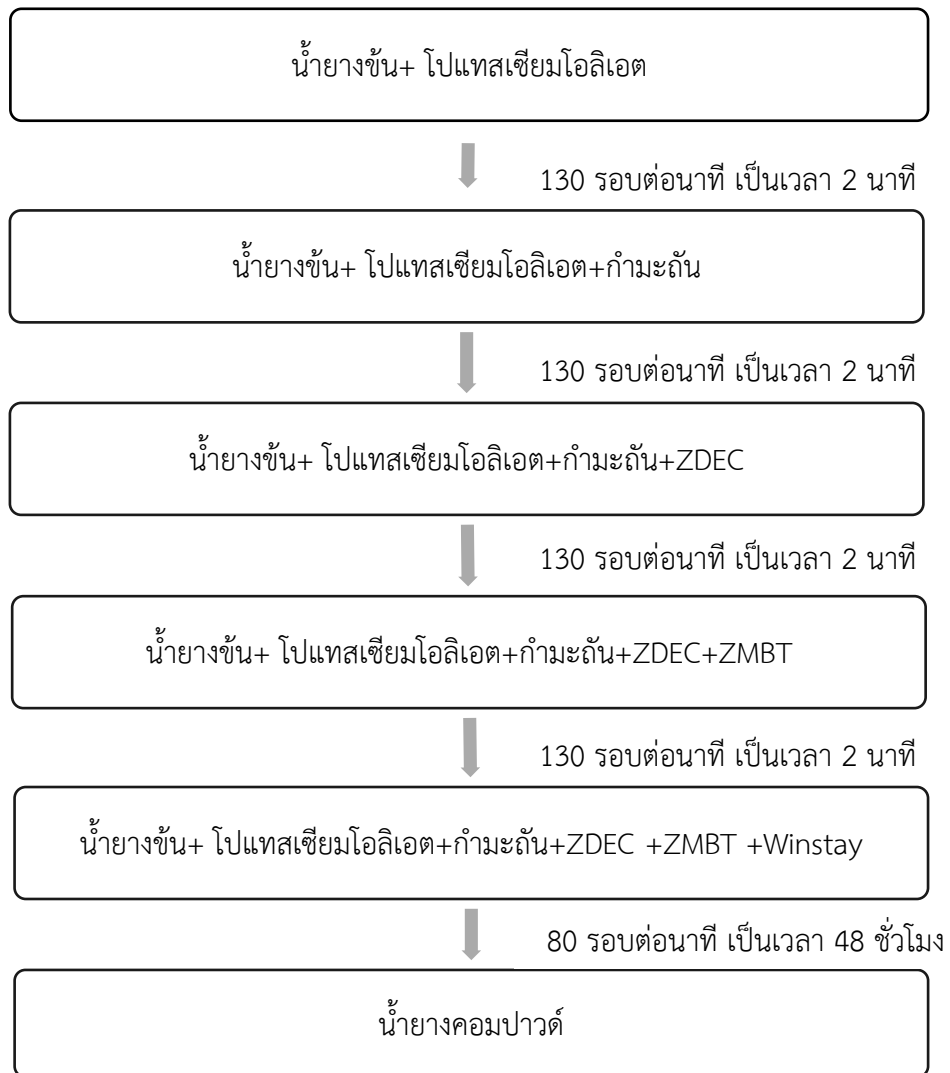 น้ำยางข้น+ โปแทสเซียมโอลิเอต
130 รอบต่อนาที เป็นเวลา 2 นาที
น้ำยางข้น+ โปแทสเซียมโอลิเอต+กำมะถัน
130 รอบต่อนาที เป็นเวลา 2 นาที
น้ำยางข้น+ โปแทสเซียมโอลิเอต+กำมะถัน+ZDEC
130 รอบต่อนาที เป็นเวลา 2 นาที
น้ำยางข้น+ โปแทสเซียมโอลิเอต+กำมะถัน+ZDEC+ZMBT
130 รอบต่อนาที เป็นเวลา 2 นาที
น้ำยางข้น+ โปแทสเซียมโอลิเอต+กำมะถัน+ZDEC +ZMBT +Winstay
80 รอบต่อนาที เป็นเวลา 48 ชั่วโมง
น้ำยางคอมปาวด์